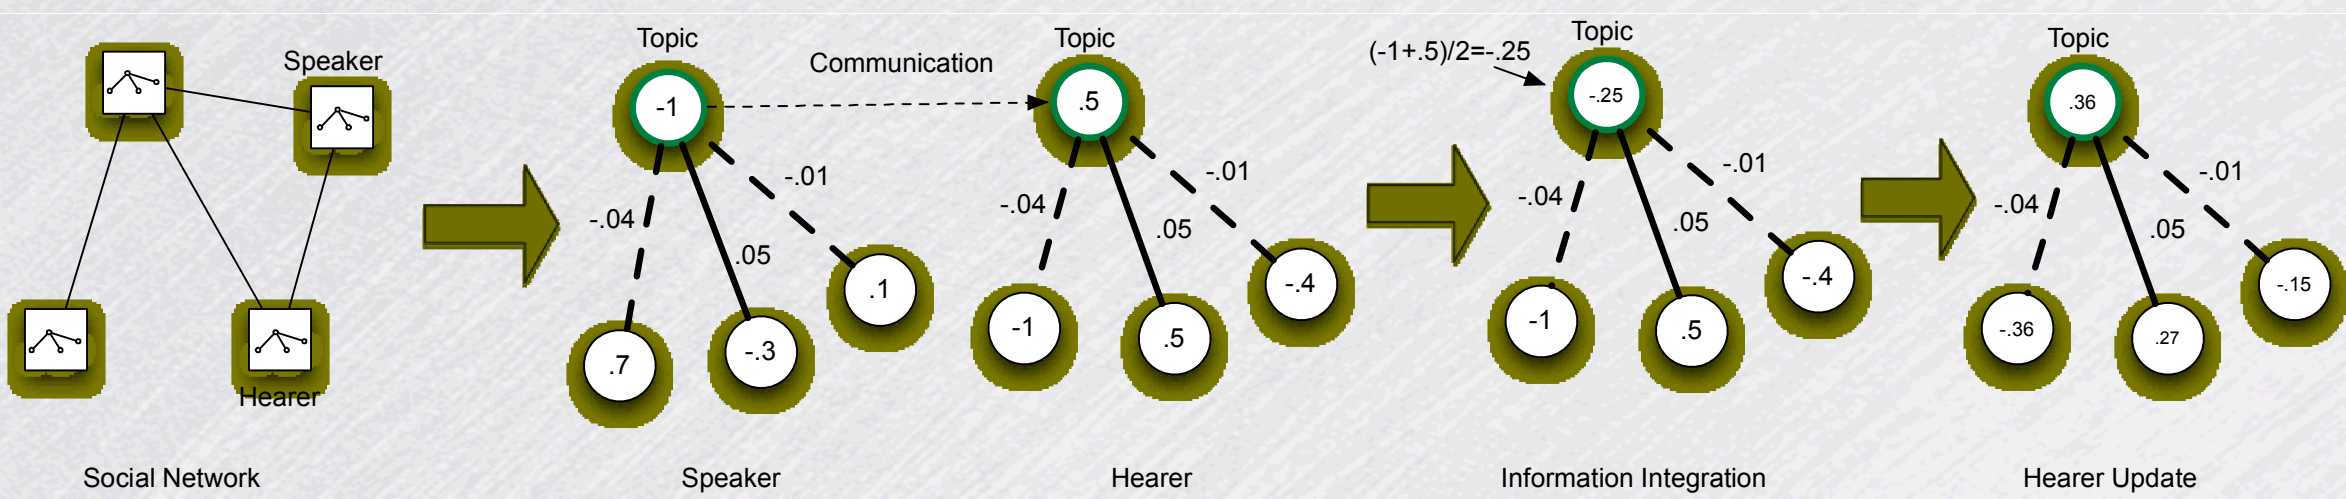 Speaker
Hearer
Social Network
Topic
-1
-.04
.05
-.01
.7
-.3
.1
Speaker
Communication
Topic
.5
-.04
.05
-.01
-1
.5
-.4
Hearer
(-1+.5)/2=-.25
Topic
-.25
-.04
.05
-.01
-1
.5
-.4
Information Integration
Topic
.36
-.04
.05
-.01
-.36
.27
-.15
Hearer Update